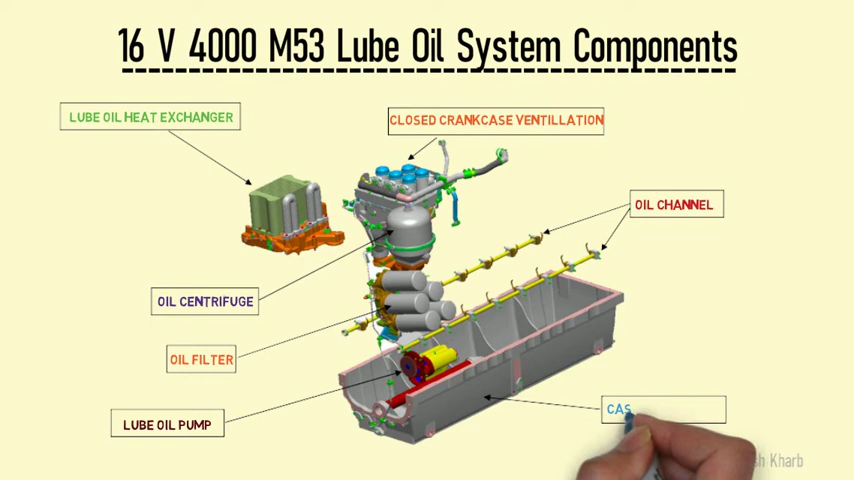 16 V 4000 M53 Lube Oil System Components
LUBE OIL HEAT EXCHANGER
CLOSED CRANKCASE VENTILLATION
OIL CHANNEL
OIL CENTRIFUGE
OIL FILTER
LUBE OIL PUMP
CAS
Kharb